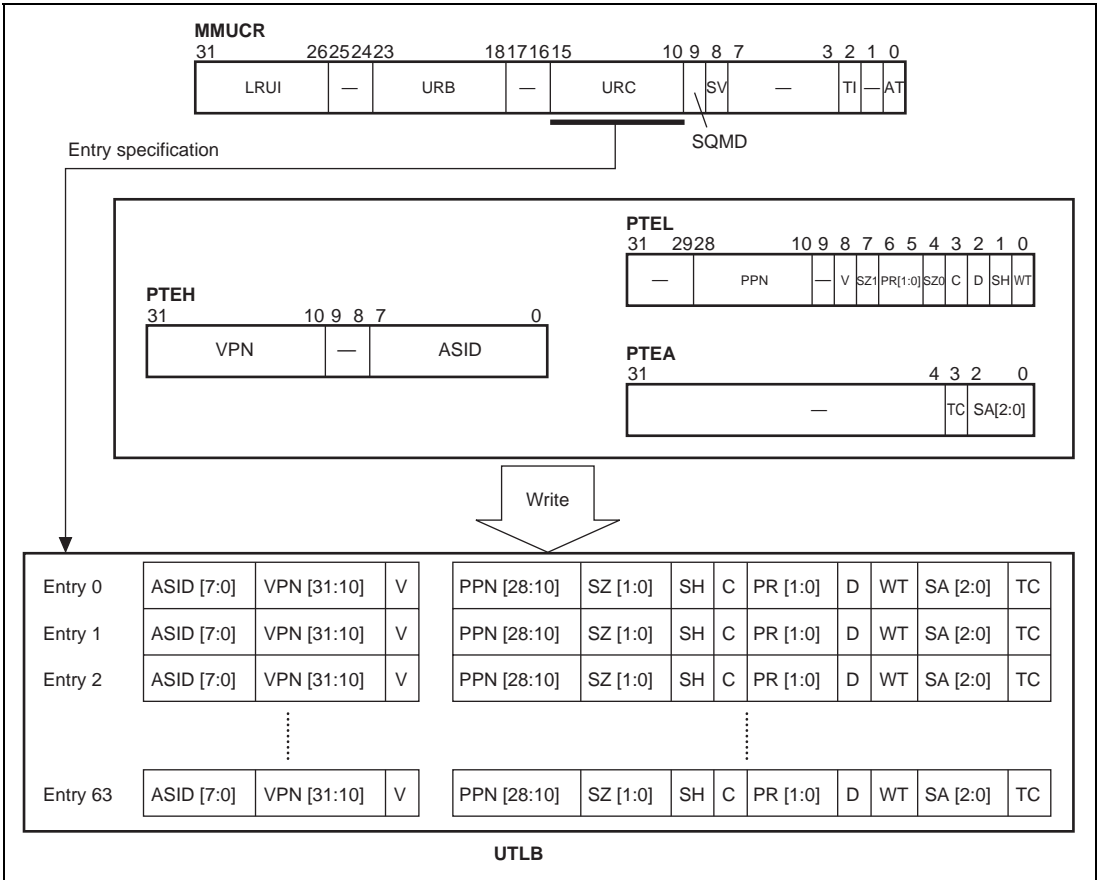 MMUCR
31 26 25 24 23 18 17 16 15 10 9 8 7 3 2 1 0
LRUI — URB — URC SV — TI — AT
SQMD
Entry specification
PTEL
31 29 28 10 9 8 7 6 5 4 3 2 1 0
— PPN — V SZ1 PR[1:0] SZ0 C D SH WT
PTEH
31 10 9 8 7 0
VPN — ASID
PTEA
31 4 3 2 0
— TC SA[2:0]
Write
Entry 0 ASID [7:0] VPN [31:10] V PPN [28:10] SZ [1:0] SH C PR [1:0] D WT SA [2:0] TC
Entry 1 ASID [7:0] VPN [31:10] V PPN [28:10] SZ [1:0] SH C PR [1:0] D WT SA [2:0] TC
Entry 2 ASID [7:0] VPN [31:10] V PPN [28:10] SZ [1:0] SH C PR [1:0] D WT SA [2:0] TC
Entry 63 ASID [7:0] VPN [31:10] V PPN [28:10] SZ [1:0] SH C PR [1:0] D WT SA [2:0] TC
UTLB